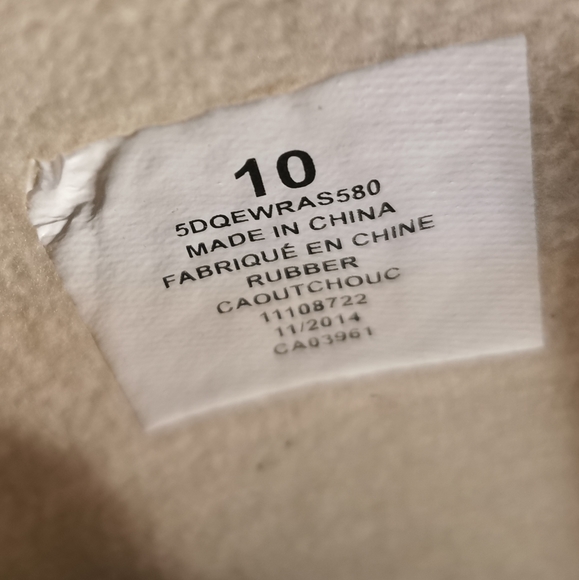 10
5DQEWRAS580
MADE IN CHINA
FABRIQUÉ EN CHINE
RUBBER
CAOUTCHOUC
11108722
11/2014
CA03961